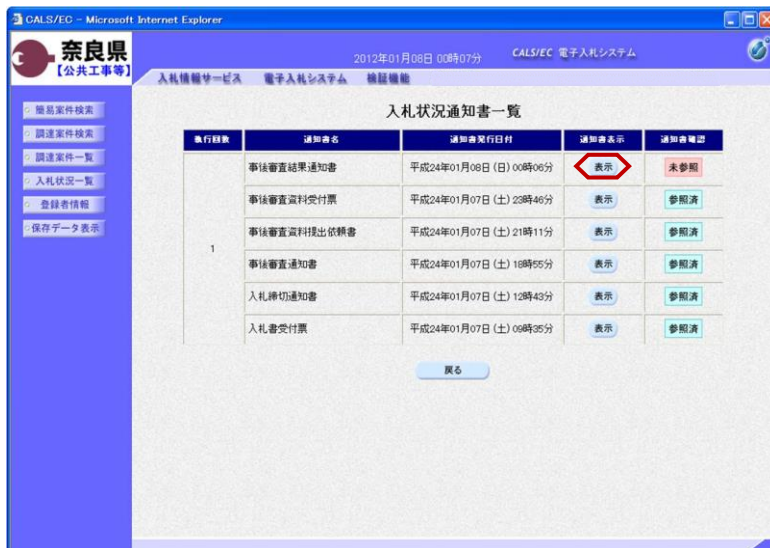 CALS/EC - Microsoft Internet Explorer
奈良県
【公共工事等】
2012年01月08日 00時07分
CALS/EC 電子入札システム
入札情報サービス 電子入札システム 検証機能
簡易案件検索
調達案件検索
調達案件一覧
入札状況一覧
登録者情報
保存データ表示
入札状況通知書一覧
執行回数 通知書名 通知書発行日付 通知書表示 通知書確認
1
事後審査結果通知書 平成24年01月08日 (日) 00時06分 表示 未参照
事後審査資料受付票 平成24年01月07日 (土) 23時46分 表示 参照済
事後審査資料提出依頼書 平成24年01月07日 (土) 21時11分 表示 参照済
事後審査通知書 平成24年01月07日 (土) 18時55分 表示 参照済
入札締切通知書 平成24年01月07日 (土) 12時43分 表示 参照済
入札書受付票 平成24年01月07日 (土) 09時35分 表示 参照済
戻る